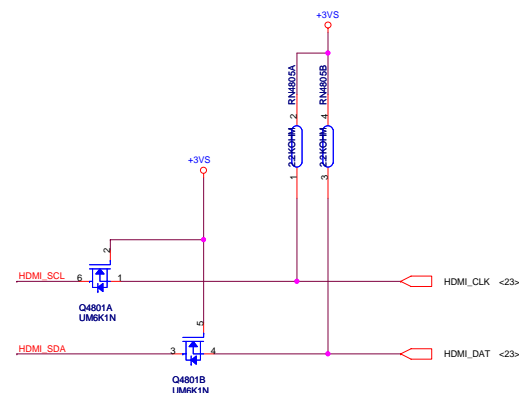 +3VS
RN4805A
RN4805B
2
4
2.2KOHM
2.2KOHM
1
3
+3VS
2
HDMI_SCL
6
1
HDMI_CLK
<23>
Q4801A
UM6K1N
5
HDMI_SDA
3
4
HDMI_DAT
<23>
Q4801B
UM6K1N